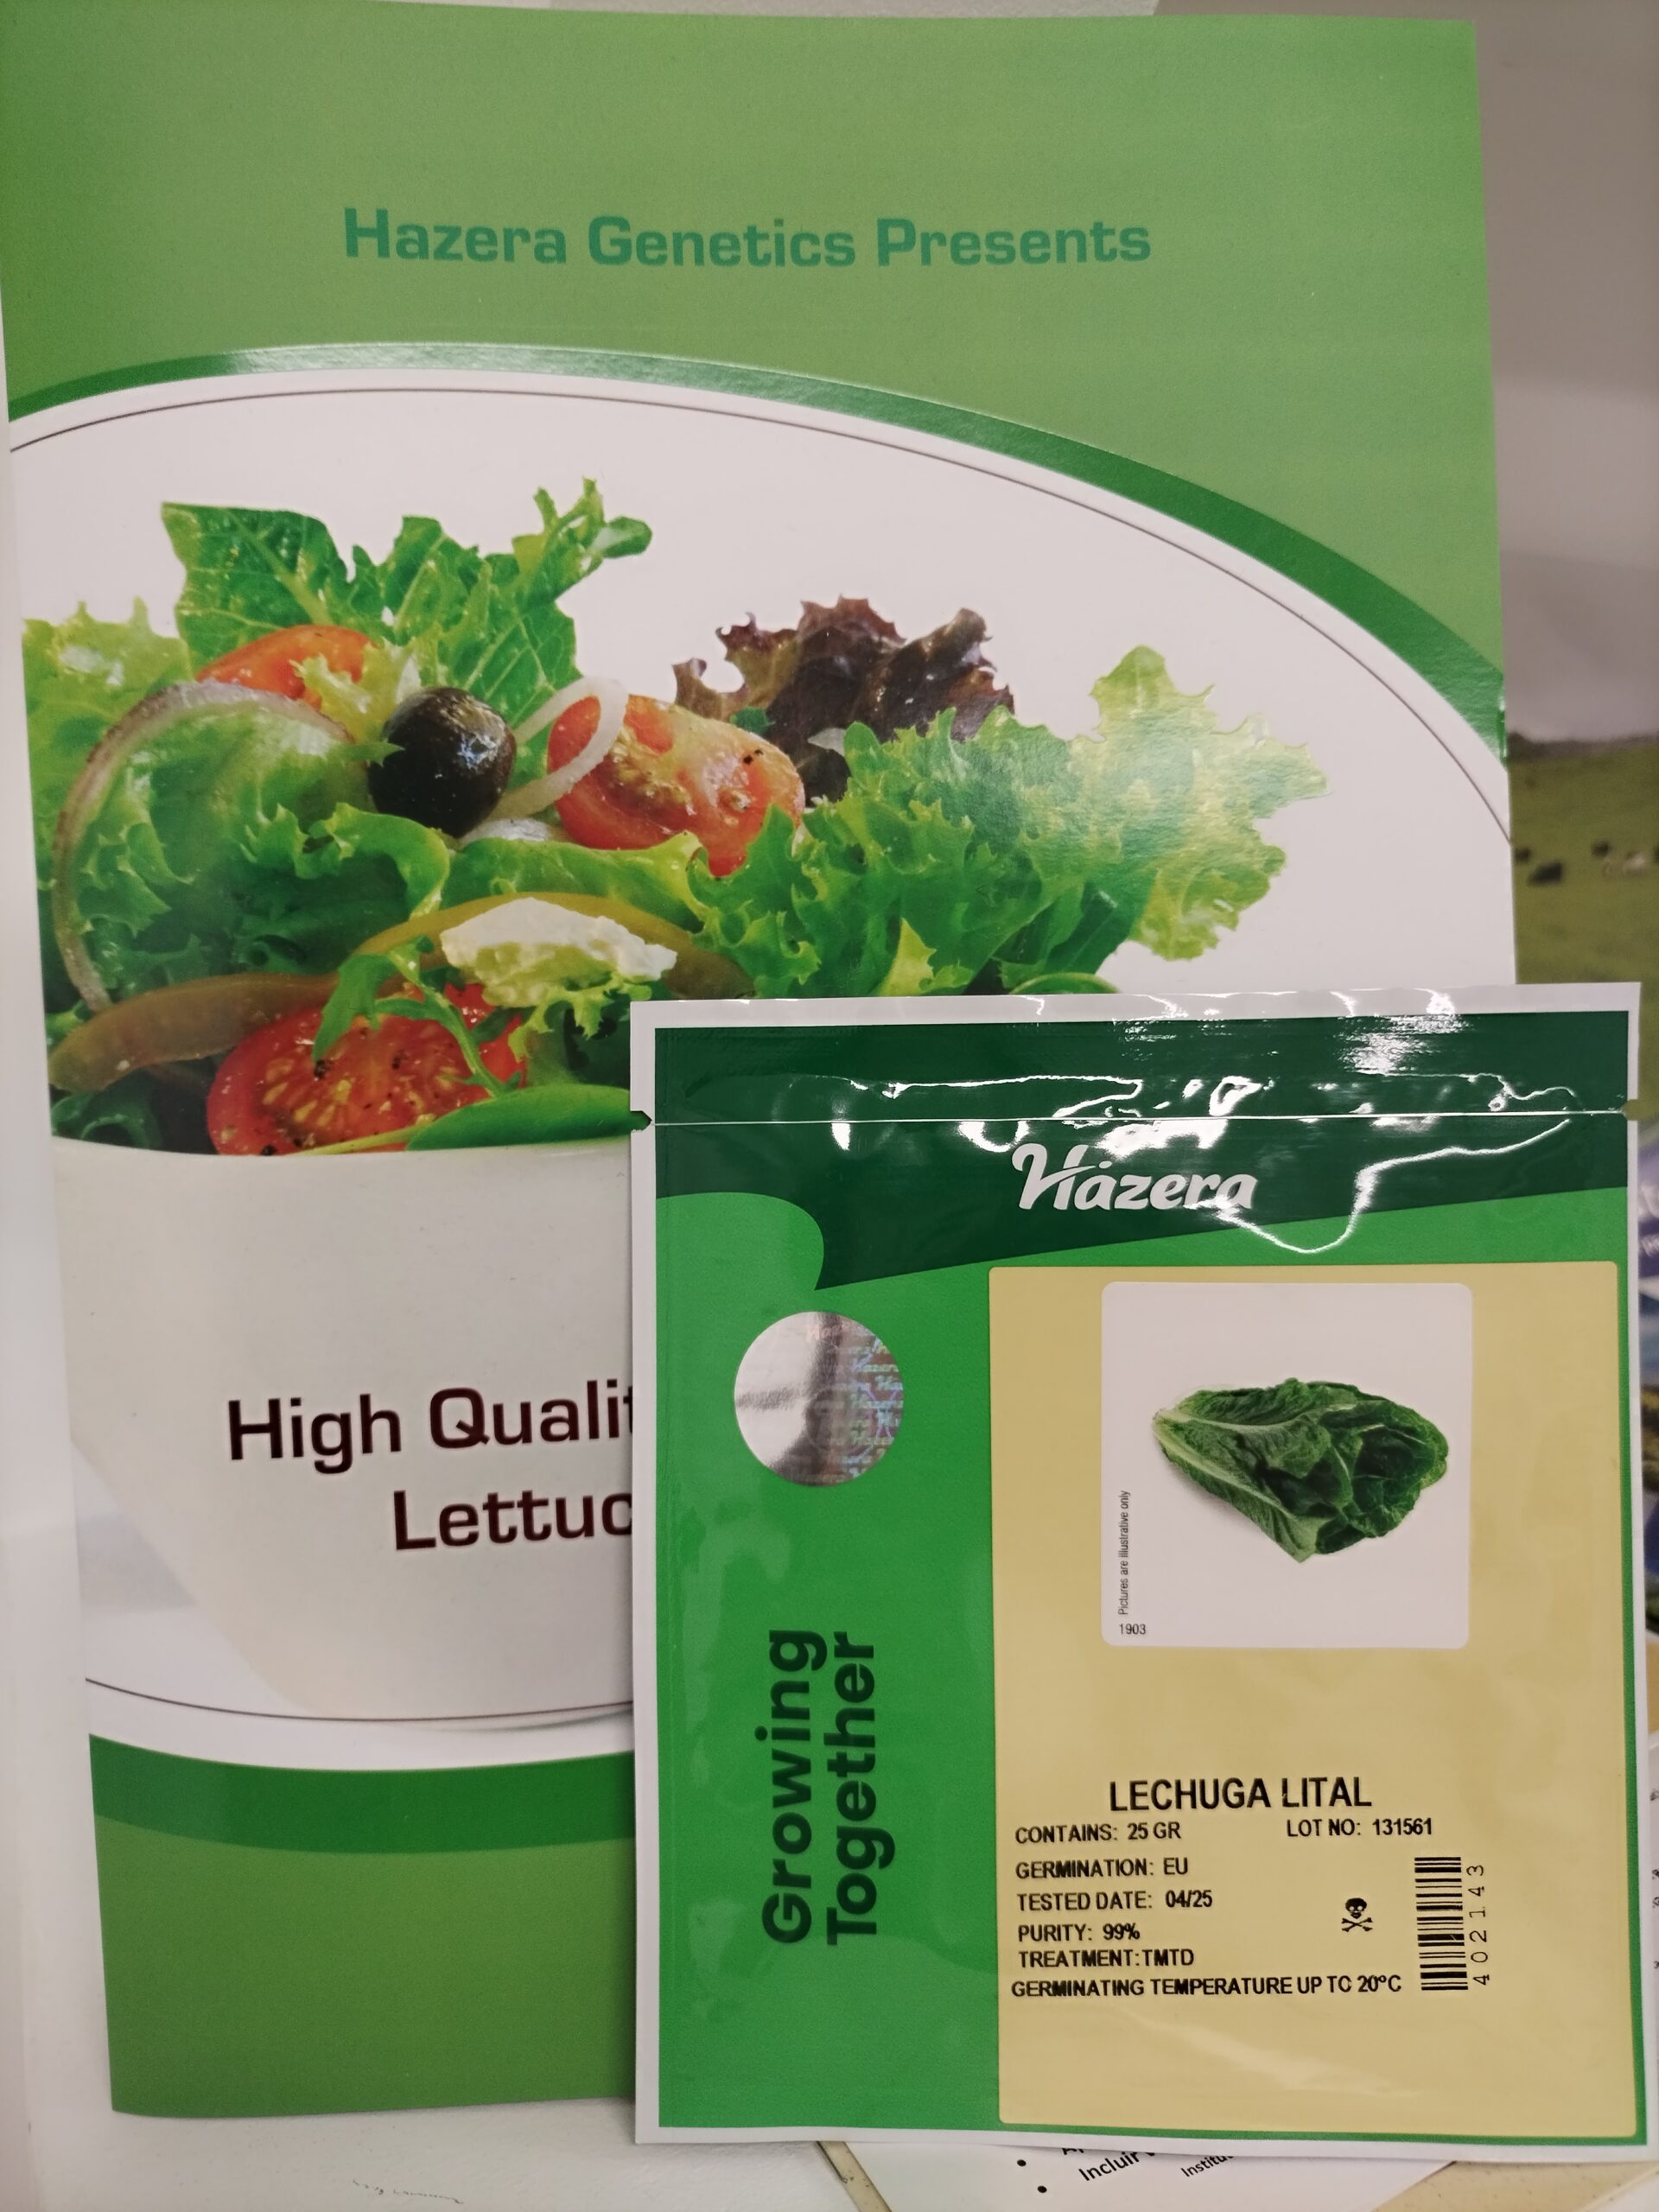 Hazera Genetics Presents
High Qualit
Lettuc
Hazera
Growing
Together
Pictures are illustrative only
1903
LECHUGA LITAL
CONTAINS: 25 GR LOT NO: 131561
GERMINATION: EU
TESTED DATE: 04/25
PURITY: 99%
TREATMENT:TMTD
GERMINATING TEMPERATURE UP TO 20°C
402143
Incluir